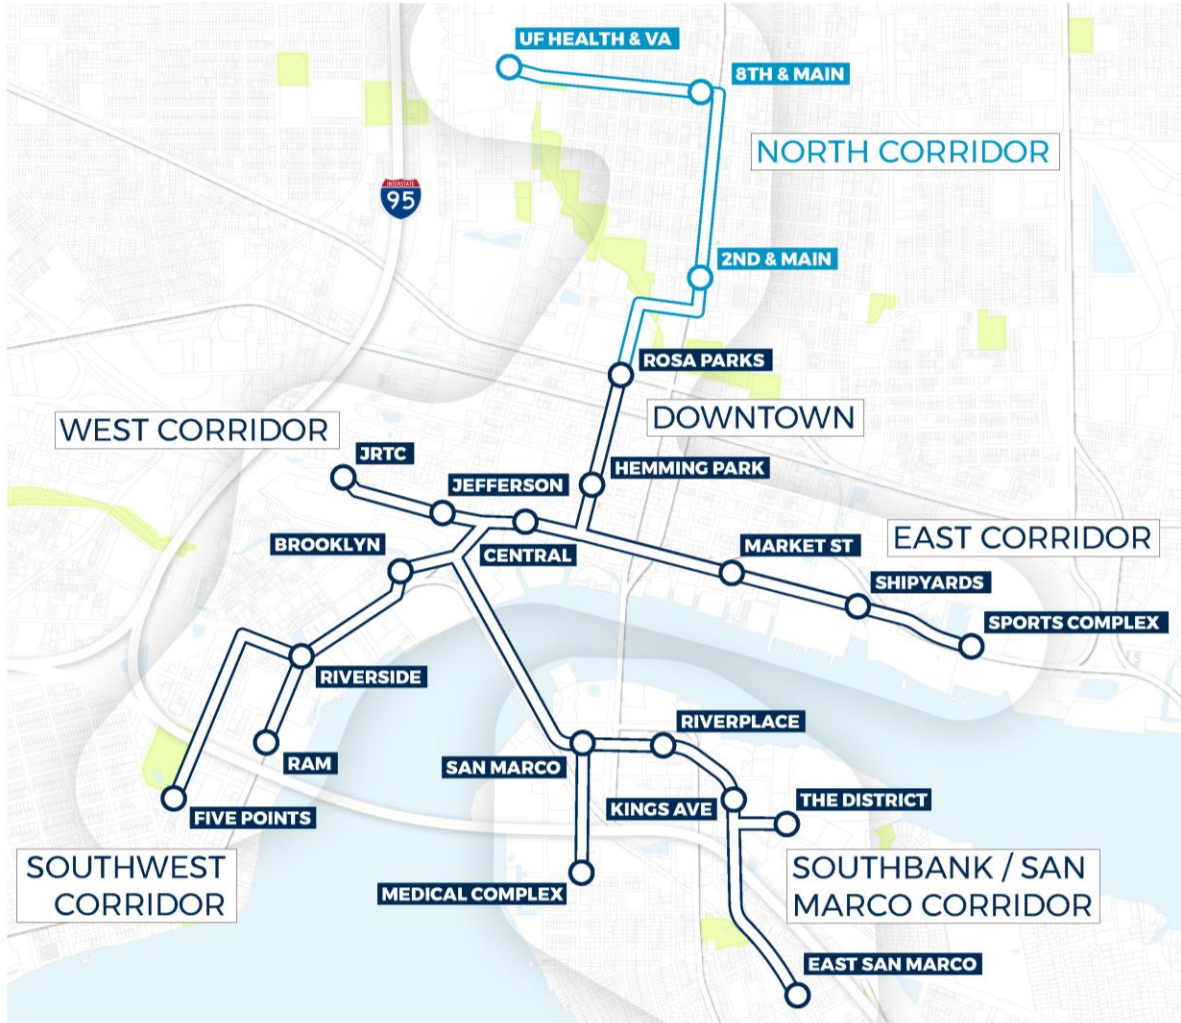 UF HEALTH & VA
8TH & MAIN
NORTH CORRIDOR
INTERSTATE
95
2ND & MAIN
ROSA PARKS
DOWNTOWN
WEST CORRIDOR
JRTC
HEMMING PARK
JEFFERSON
EAST CORRIDOR
BROOKLYN
CENTRAL
MARKET ST
SHIPYARDS
SPORTS COMPLEX
RIVERSIDE
RIVERPLACE
RAM
SAN MARCO
FIVE POINTS
KINGS AVE
THE DISTRICT
SOUTHWEST
CORRIDOR
MEDICAL COMPLEX
SOUTHBANK / SAN
MARCO CORRIDOR
EAST SAN MARCO